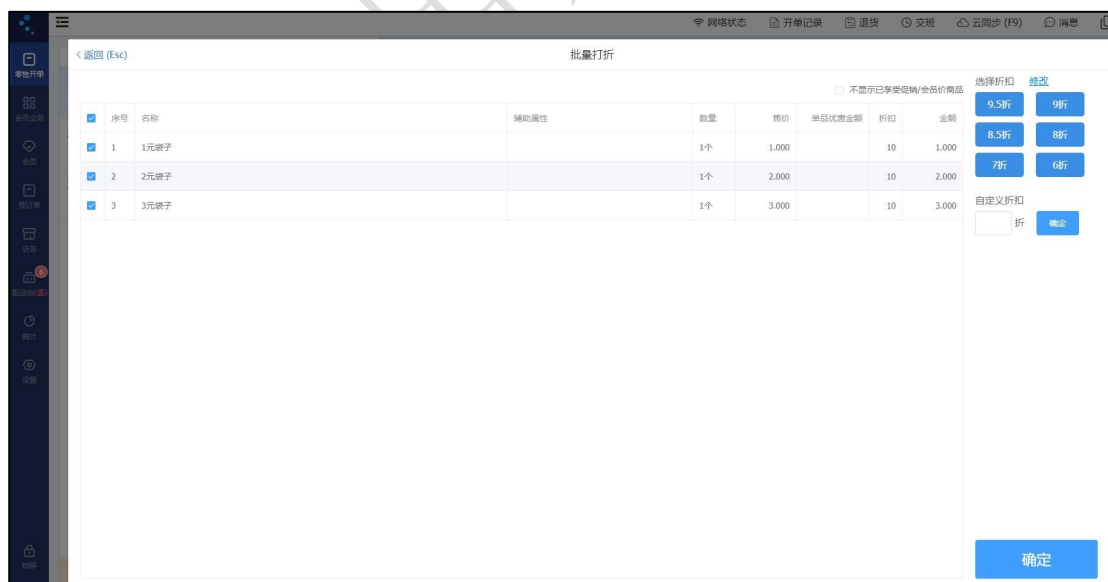 网络状态 开单记录 退货 交班 云同步 (F9) 消息
零售开单
会员业务
会员
预订单
店务
6
配送台(退)
统计
设置
锁屏
< 返回 (Esc) 批量打折
不显示已享受促销/会员价商品
序号 名称 辅助属性 数量 售价 单品优惠金额 折扣 金额
1 1元袋子 1个 1.000 10 1.000
2 2元袋子 1个 2.000 10 2.000
3 3元袋子 1个 3.000 10 3.000
选择折扣 修改
9.5折 9折
8.5折 8折
7折 6折
自定义折扣
折 确定
确定